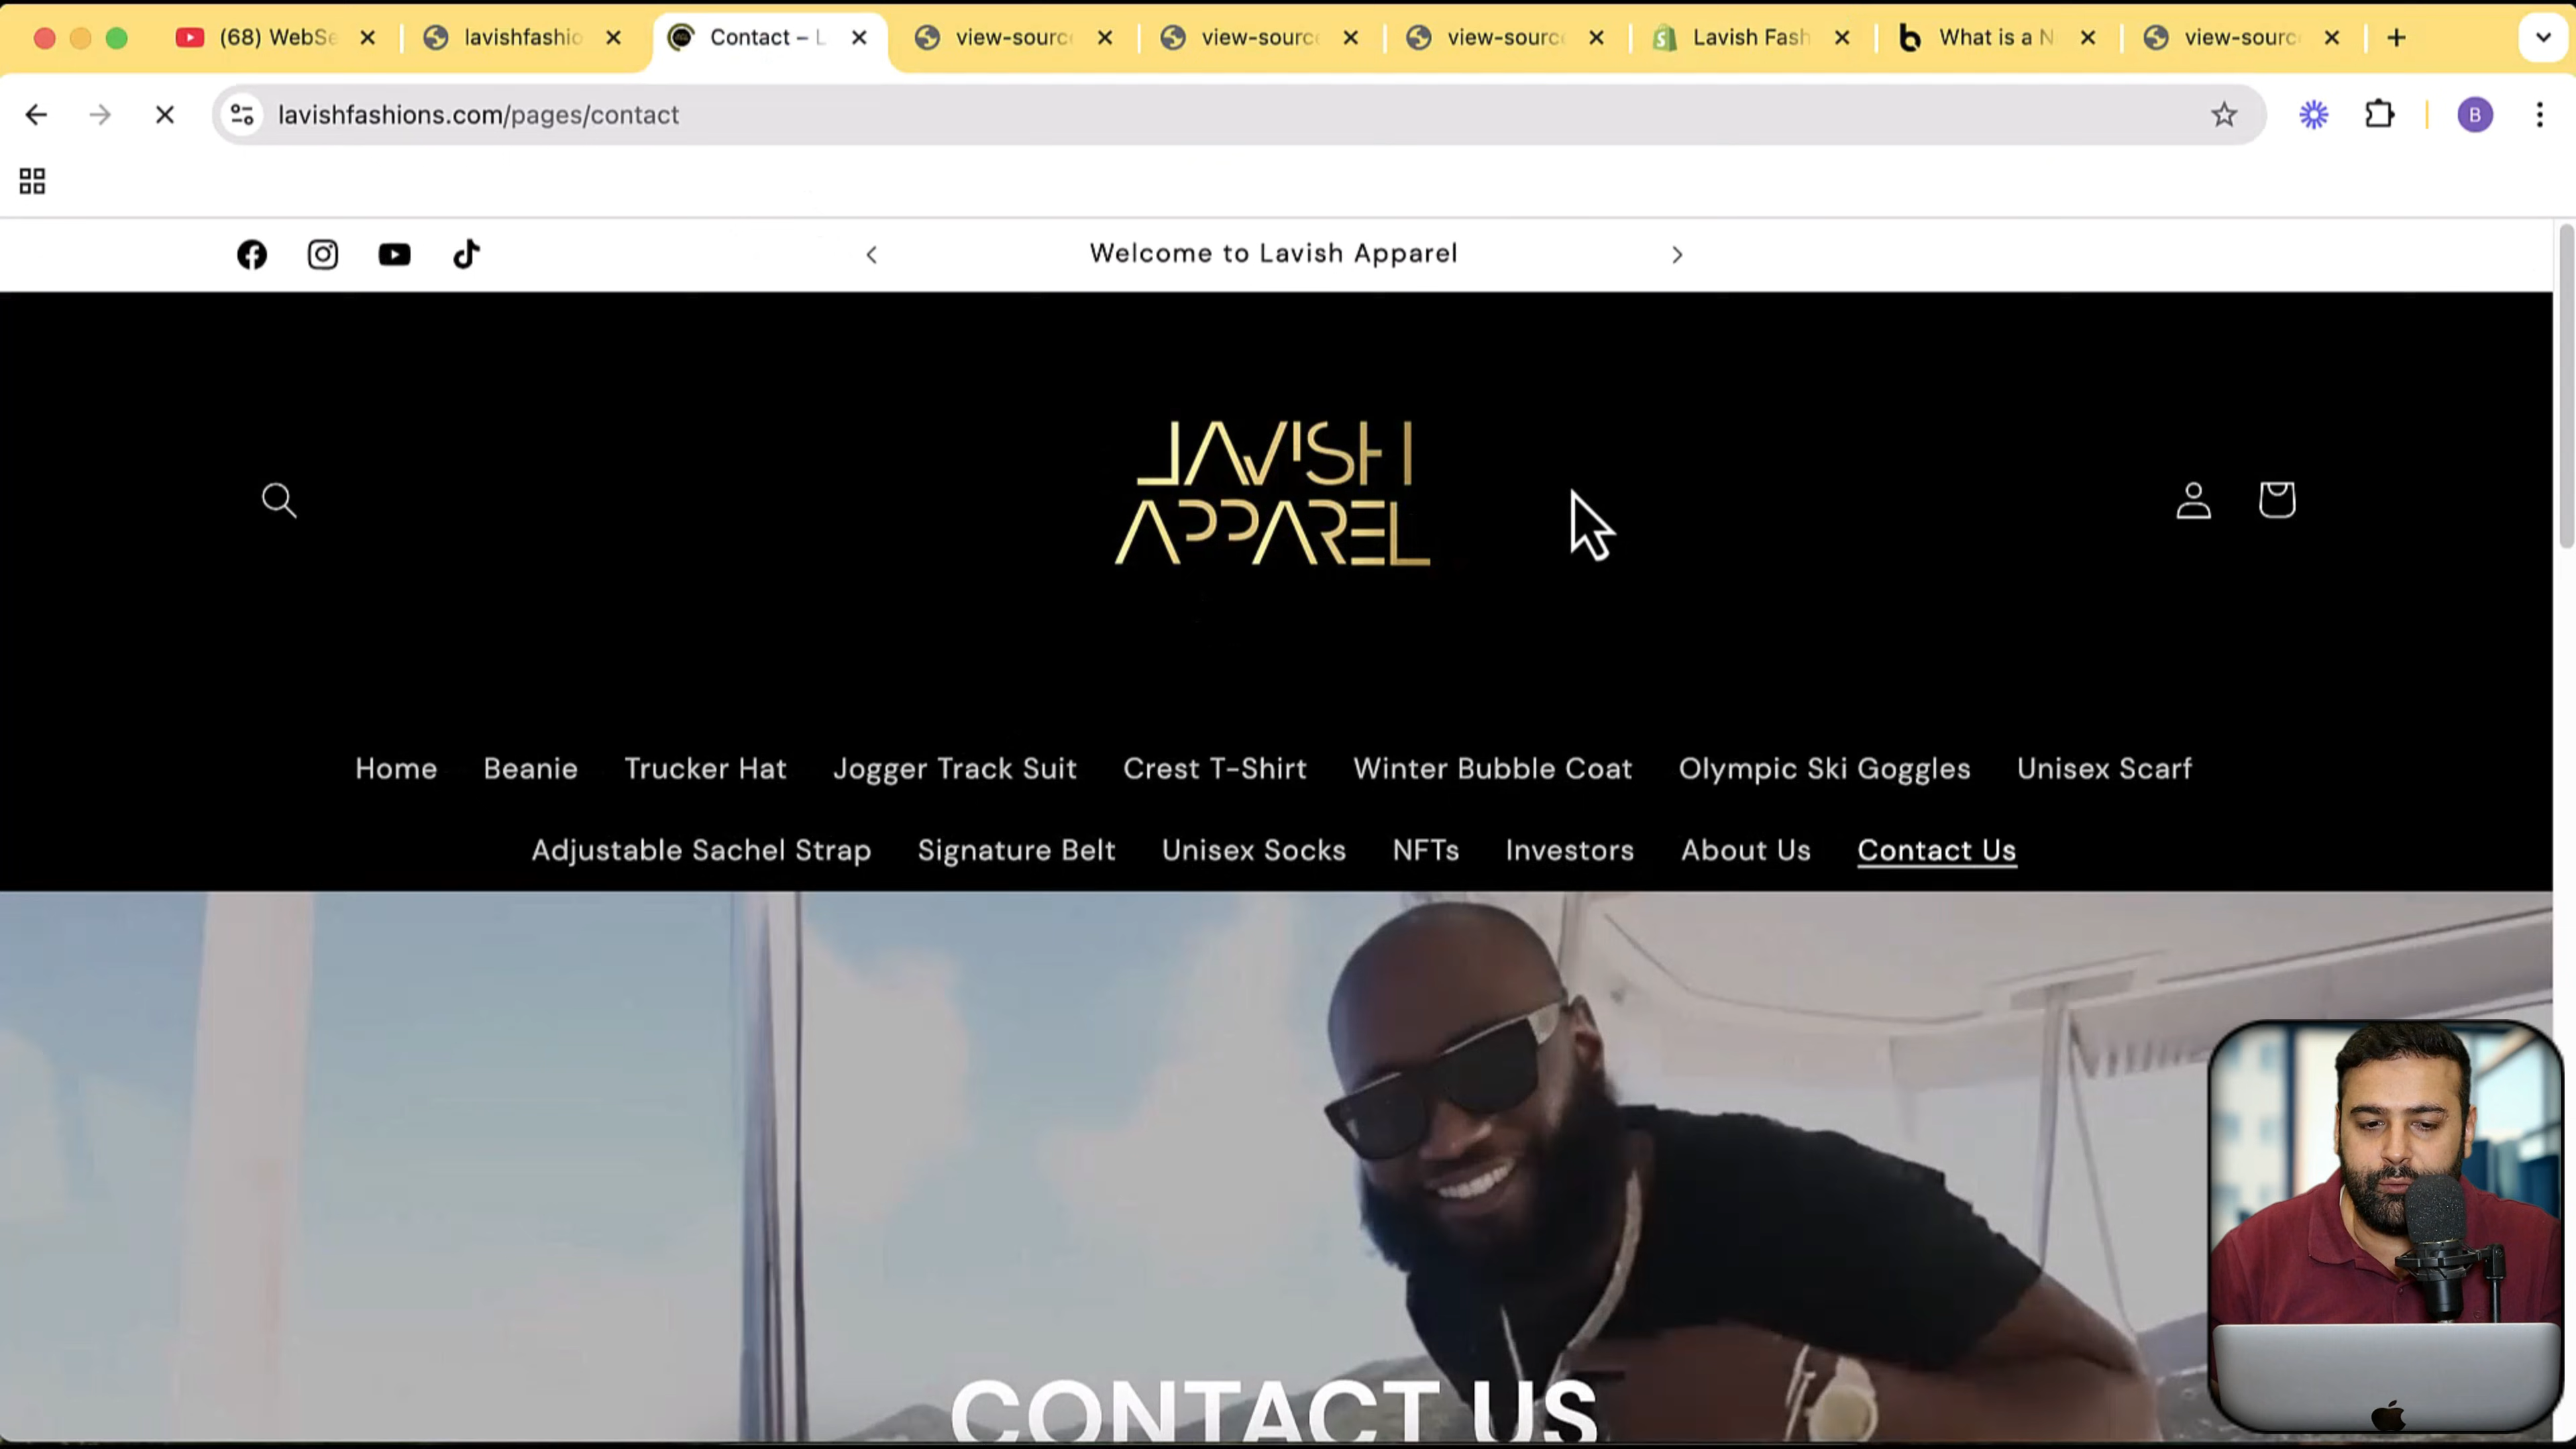 (68) WebSe
lavishfashio
Contact – L
view-sourc
view-sourc
view-sourc
Lavish Fash
What is a N
view-sourc
lavishfashions.com/pages/contact
B
Welcome to Lavish Apparel
LAVISH
APPAREL
Home Beanie Trucker Hat Jogger Track Suit Crest T-Shirt Winter Bubble Coat Olympic Ski Goggles Unisex Scarf
Adjustable Sachel Strap Signature Belt Unisex Socks NFTs Investors About Us Contact Us
CONTACT US